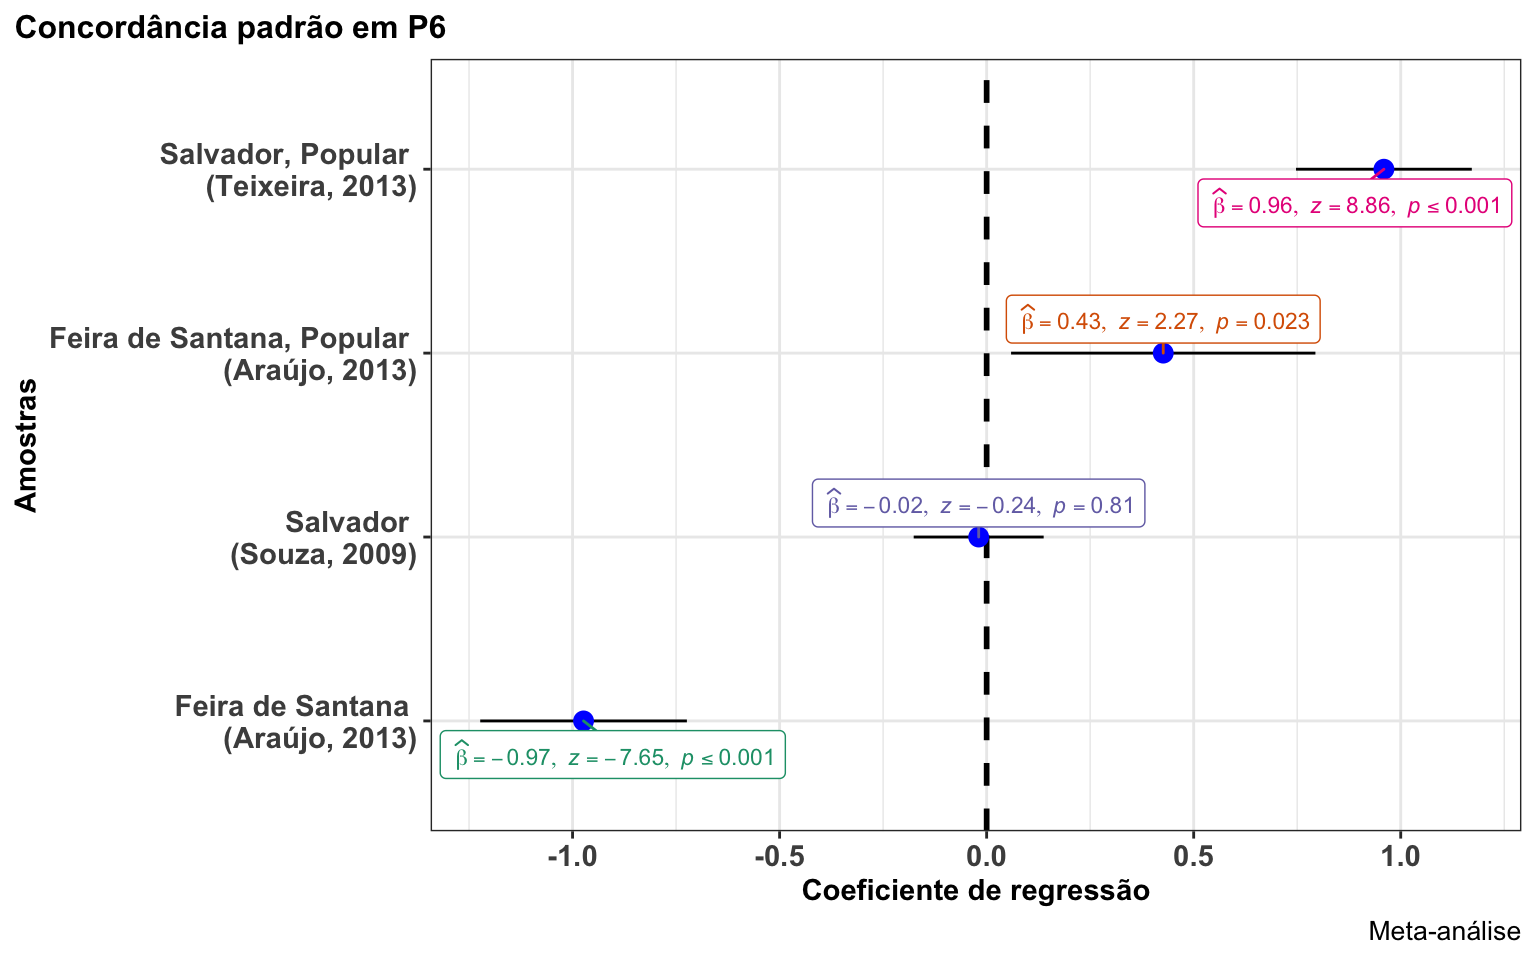 Concordância padrão em P6
Salvador, Popular
(Teixeira, 2013)
β̂ = 0.96, z = 8.86, p ≤ 0.001
Feira de Santana, Popular
(Araújo, 2013)
β̂ = 0.43, z = 2.27, p = 0.023
Amostras
Salvador
(Souza, 2009)
β̂ = −0.02, z = −0.24, p = 0.81
Feira de Santana
(Araújo, 2013)
β̂ = −0.97, z = −7.65, p ≤ 0.001
-1.0 -0.5 0.0 0.5 1.0
Coeficiente de regressão
Meta-análise